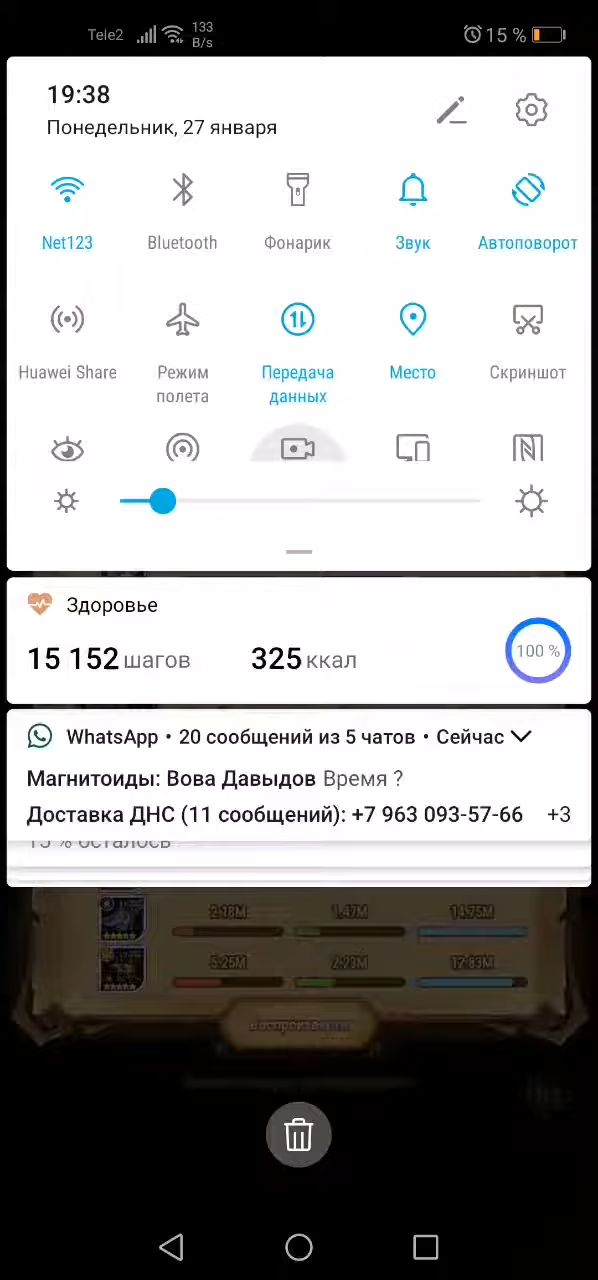 Tele2 133 B/s 15 %
19:38
Понедельник, 27 января
Net123 Bluetooth Фонарик Звук Автоповорот
Huawei Share Режим полета Передача данных Место Скриншот
Здоровье
15 152 шагов 325 ккал 100 %
WhatsApp • 20 сообщений из 5 чатов • Сейчас
Магнитоиды: Вова Давыдов Время ?
Доставка ДНС (11 сообщений): +7 963 093-57-66 +3
15 % осталось
2.18M 1.47M 14.75M
5.25M 2.23M 12.83M